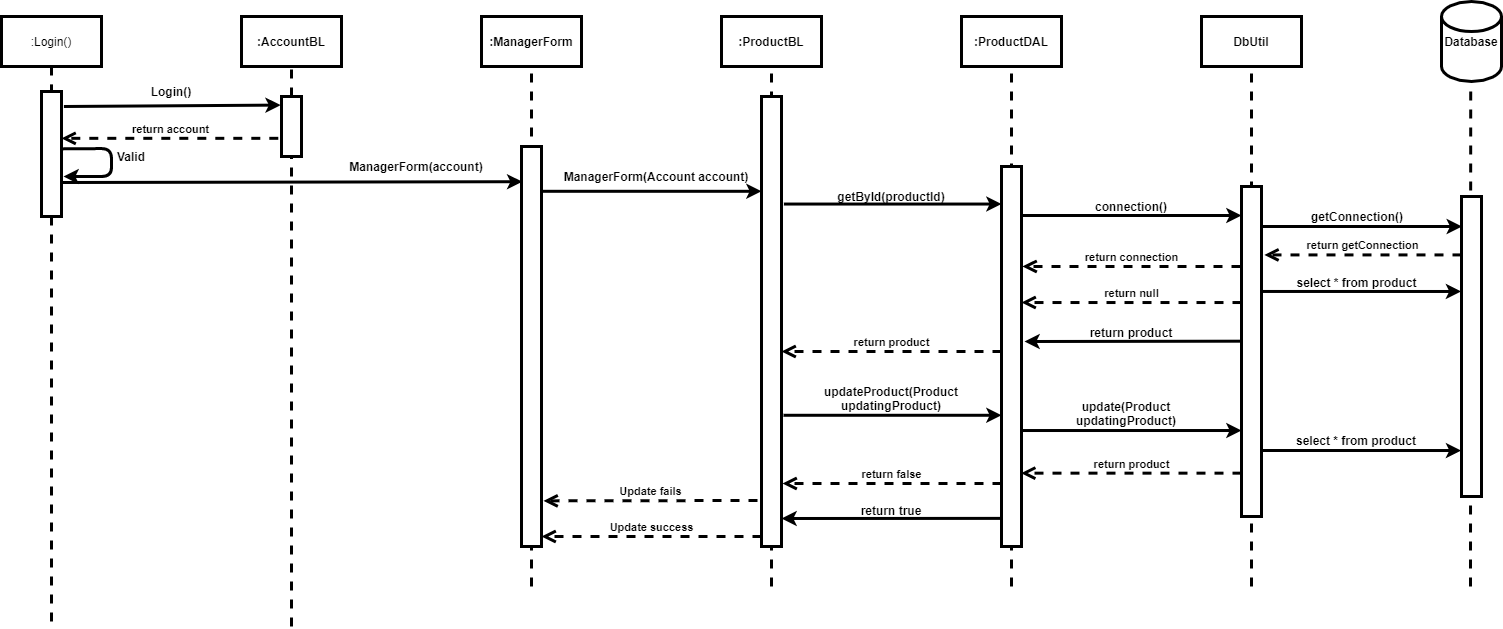 :Login()
:AccountBL
:ManagerForm
:ProductBL
:ProductDAL
DbUtil
Database
Login()
return account
Valid
ManagerForm(account)
ManagerForm(Account account)
getById(productId)
connection()
getConnection()
return getConnection
return connection
select * from product
return null
return product
return product
updateProduct(Product
updatingProduct)
update(Product
updatingProduct)
select * from product
return product
return false
Update fails
return true
Update success